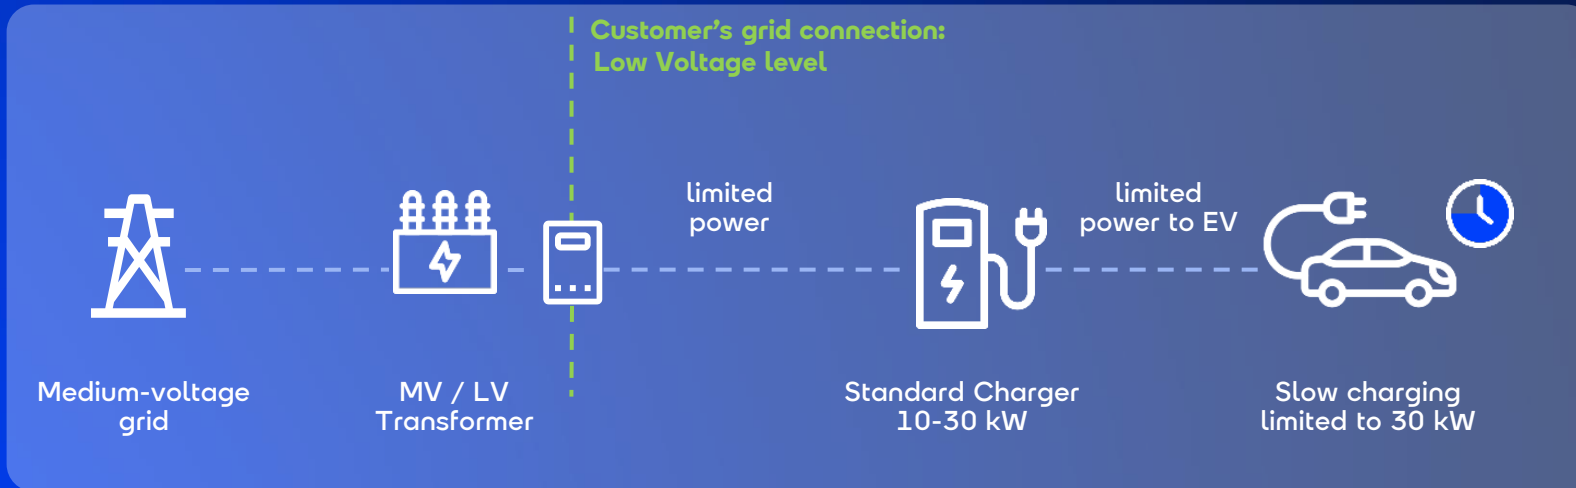 Customer's grid connection:
Low Voltage level
limited
power
limited
power to EV
Medium-voltage
grid
MV / LV
Transformer
Standard Charger
10-30 kW
Slow charging
limited to 30 kW